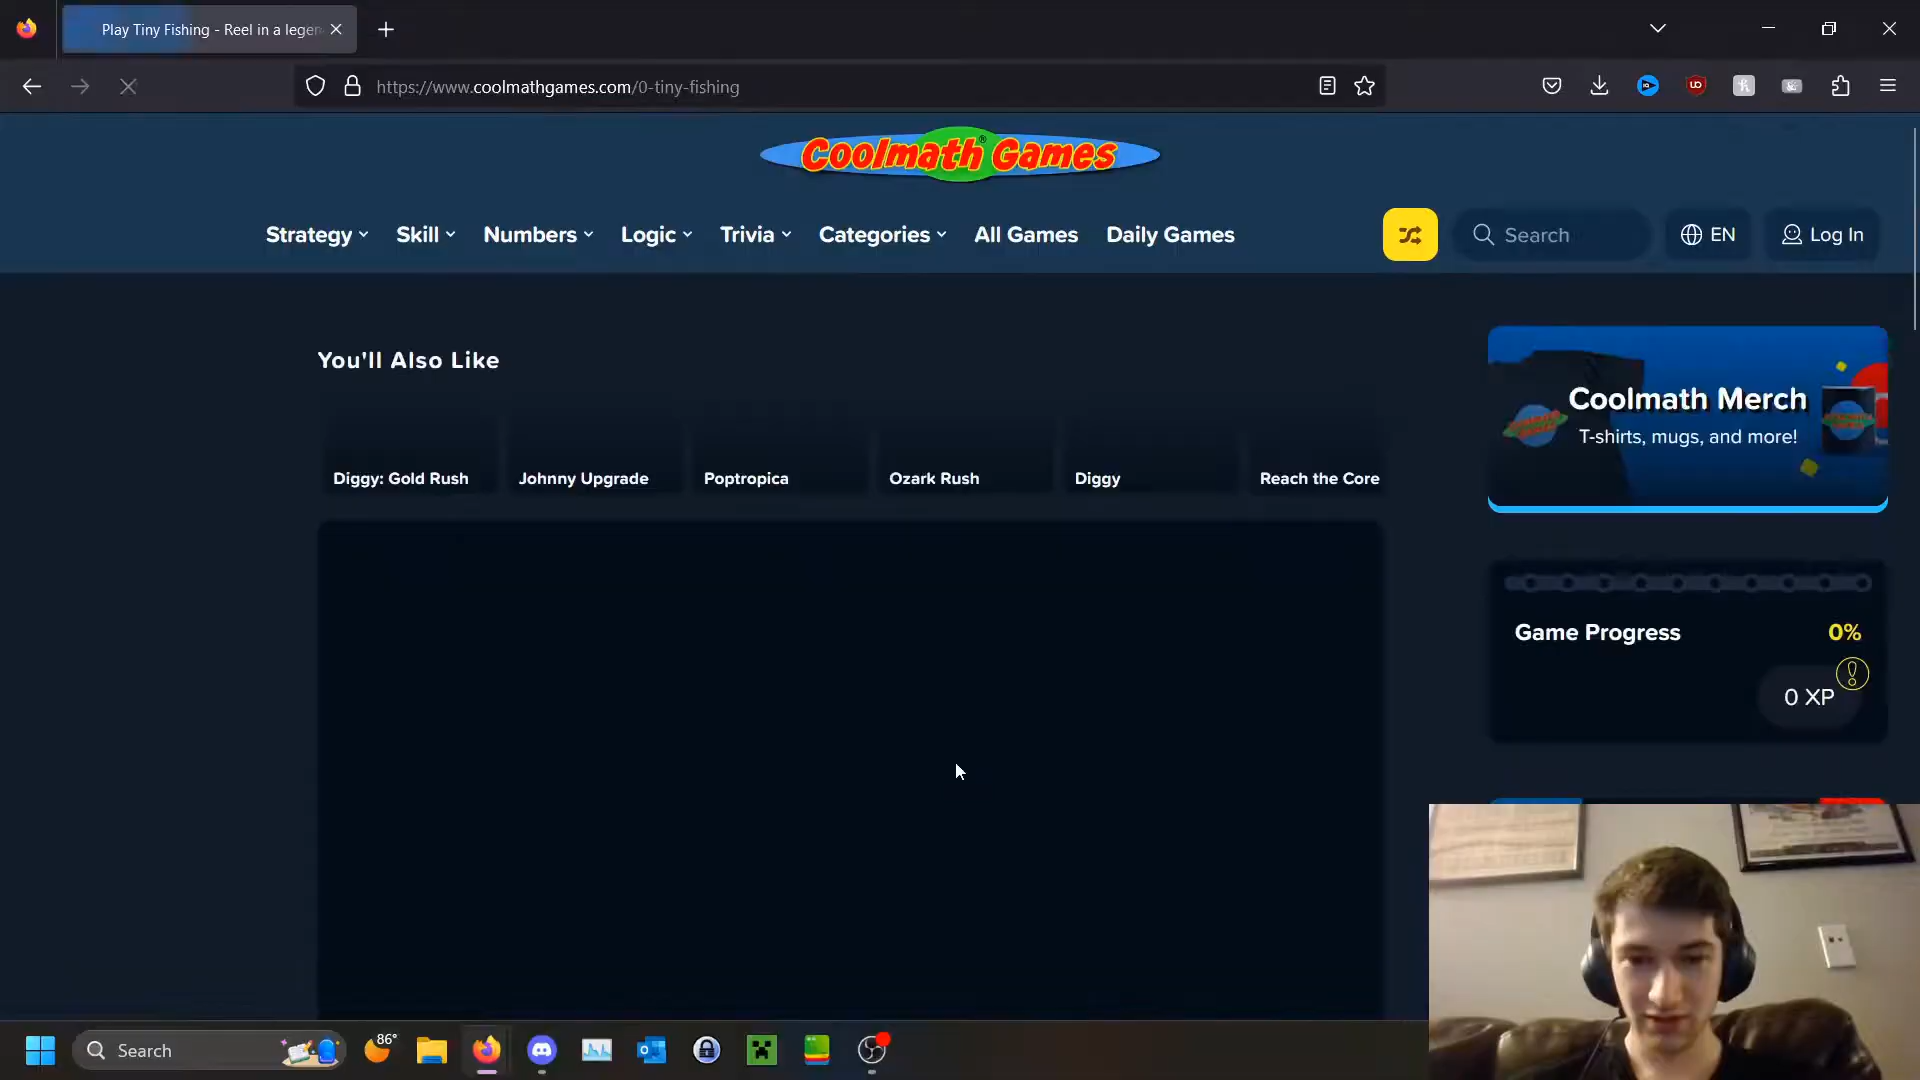 Play Tiny Fishing - Reel in a legen
https://www.coolmathgames.com/0-tiny-fishing
Coolmath Games®
Strategy
Skill
Numbers
Logic
Trivia
Categories
All Games
Daily Games
Search
EN
Log In
You'll Also Like
Diggy: Gold Rush
Johnny Upgrade
Poptropica
Ozark Rush
Diggy
Reach the Core
Coolmath Merch
T-shirts, mugs, and more!
Game Progress
0%
0 XP
Search
86°